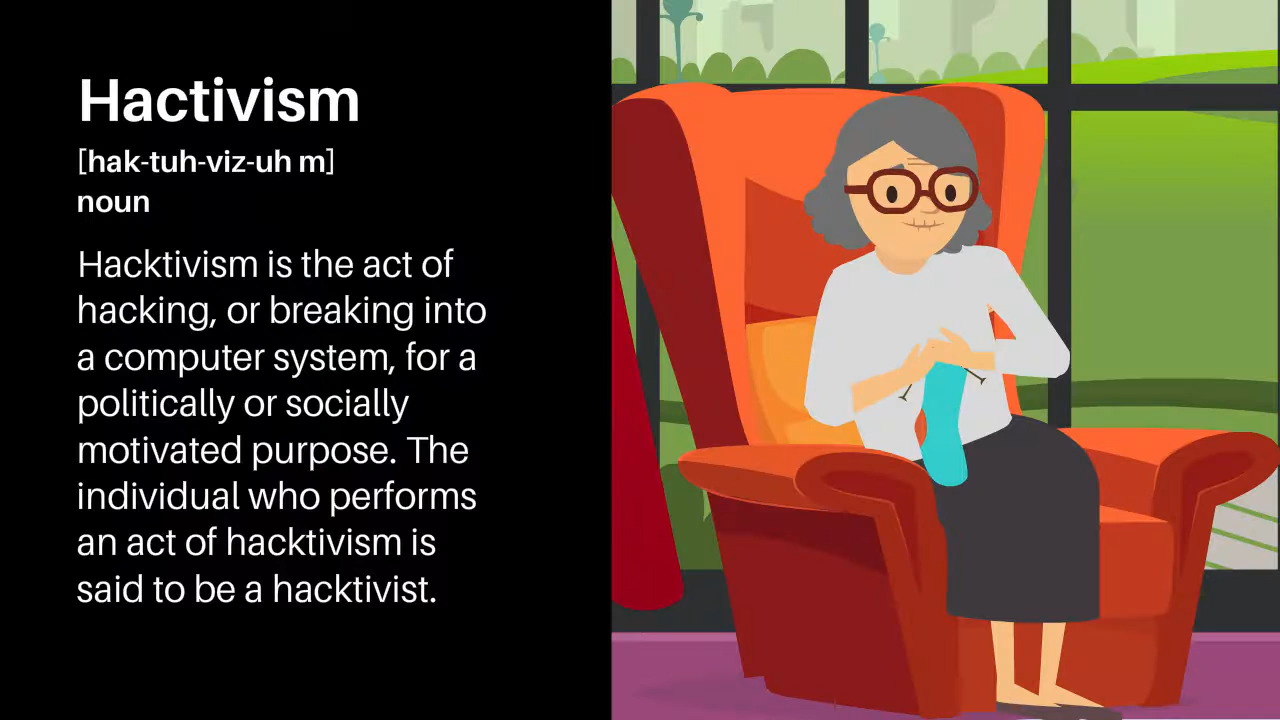 Hactivism
[hak-tuh-viz-uh m]
noun
Hacktivism is the act of
hacking, or breaking into
a computer system, for a
politically or socially
motivated purpose. The
individual who performs
an act of hacktivism is
said to be a hacktivist.